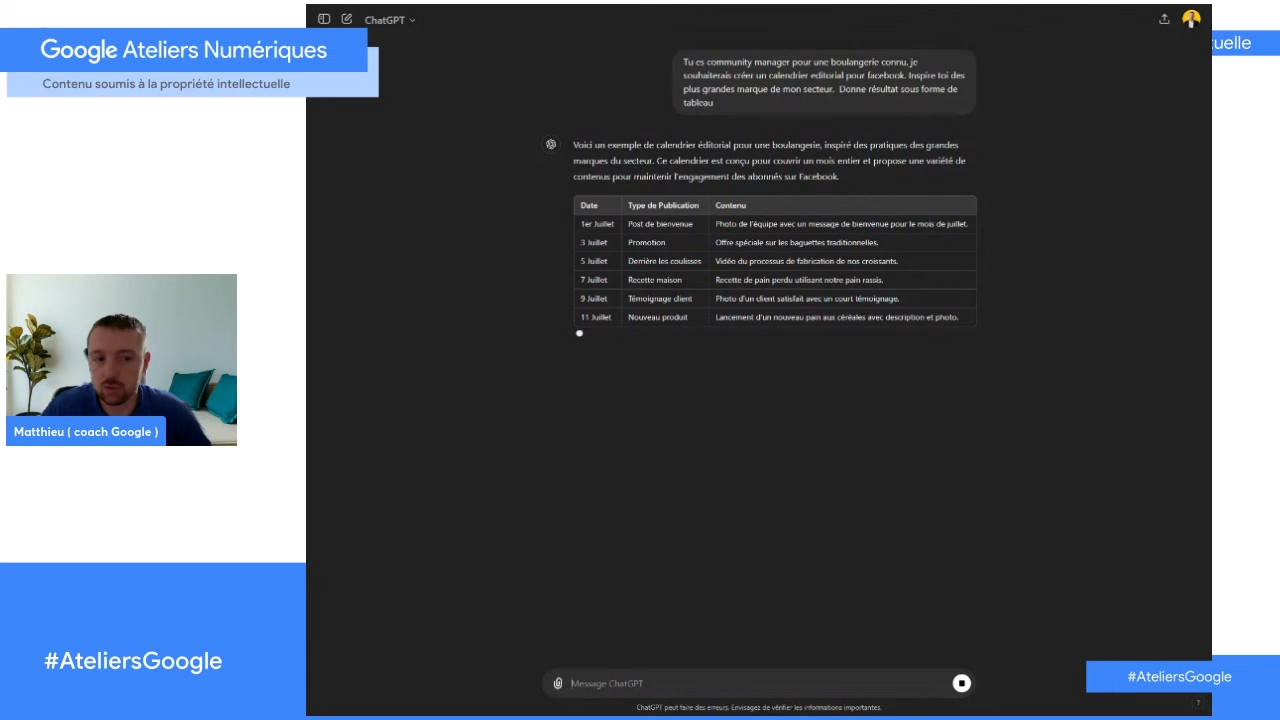 Google Ateliers Numériques
Contenu soumis à la propriété intellectuelle
ChatGPT
tuelle
Tu es community manager pour une boulangerie connu, je
souhaiterais créer un calendrier editorial pour facebook. Inspire toi des
plus grandes marque de mon secteur. Donne résultat sous forme de
tableau
Voici un exemple de calendrier éditorial pour une boulangerie, inspiré des pratiques des grandes
marques du secteur. Ce calendrier est conçu pour couvrir un mois entier et propose une variété de
contenus pour maintenir l'engagement des abonnés sur Facebook.
Date Type de Publication Contenu
1er Juillet Post de bienvenue Photo de l'équipe avec un message de bienvenue pour le mois de juillet.
3 Juillet Promotion Offre spéciale sur les baguettes traditionnelles.
5 Juillet Derrière les coulisses Vidéo du processus de fabrication de nos croissants.
7 Juillet Recette maison Recette de pain perdu utilisant notre pain rassis.
9 Juillet Témoignage client Photo d'un client satisfait avec un court témoignage.
11 Juillet Nouveau produit Lancement d'un nouveau pain aux céréales avec description et photo.
Matthieu ( coach Google )
#AteliersGoogle
Message ChatGPT
#AteliersGoogle
ChatGPT peut faire des erreurs. Envisagez de vérifier les informations importantes.
?